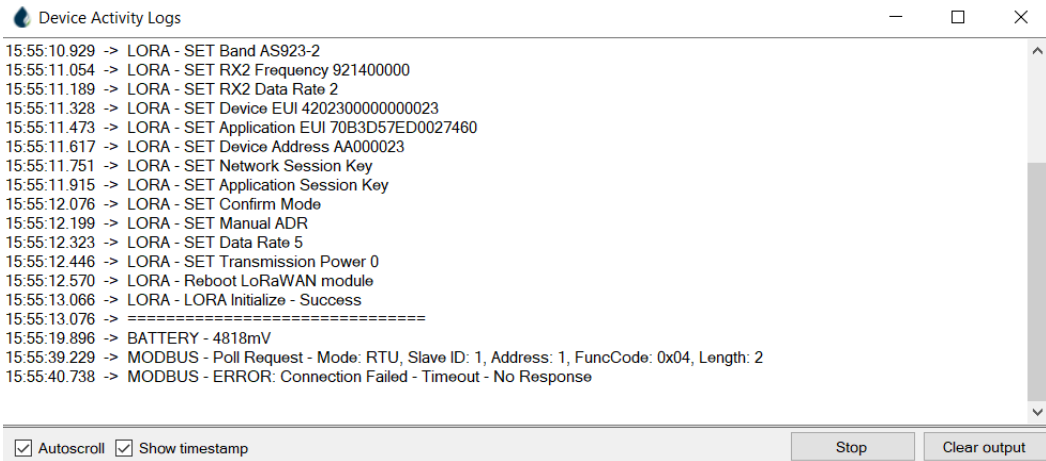 Device Activity Logs
15:55:10.929 -> LORA - SET Band AS923-2
15:55:11.054 -> LORA - SET RX2 Frequency 921400000
15:55:11.189 -> LORA - SET RX2 Data Rate 2
15:55:11.328 -> LORA - SET Device EUI 4202300000000023
15:55:11.473 -> LORA - SET Application EUI 70B3D57ED0027460
15:55:11.617 -> LORA - SET Device Address AA000023
15:55:11.751 -> LORA - SET Network Session Key
15:55:11.915 -> LORA - SET Application Session Key
15:55:12.076 -> LORA - SET Confirm Mode
15:55:12.199 -> LORA - SET Manual ADR
15:55:12.323 -> LORA - SET Data Rate 5
15:55:12.446 -> LORA - SET Transmission Power 0
15:55:12.570 -> LORA - Reboot LoRaWAN module
15:55:13.066 -> LORA - LORA Initialize - Success
15:55:13.076 -> ===============================
15:55:19.896 -> BATTERY - 4818mV
15:55:39.229 -> MODBUS - Poll Request - Mode: RTU, Slave ID: 1, Address: 1, FuncCode: 0x04, Length: 2
15:55:40.738 -> MODBUS - ERROR: Connection Failed - Timeout - No Response
Autoscroll Show timestamp Stop Clear output